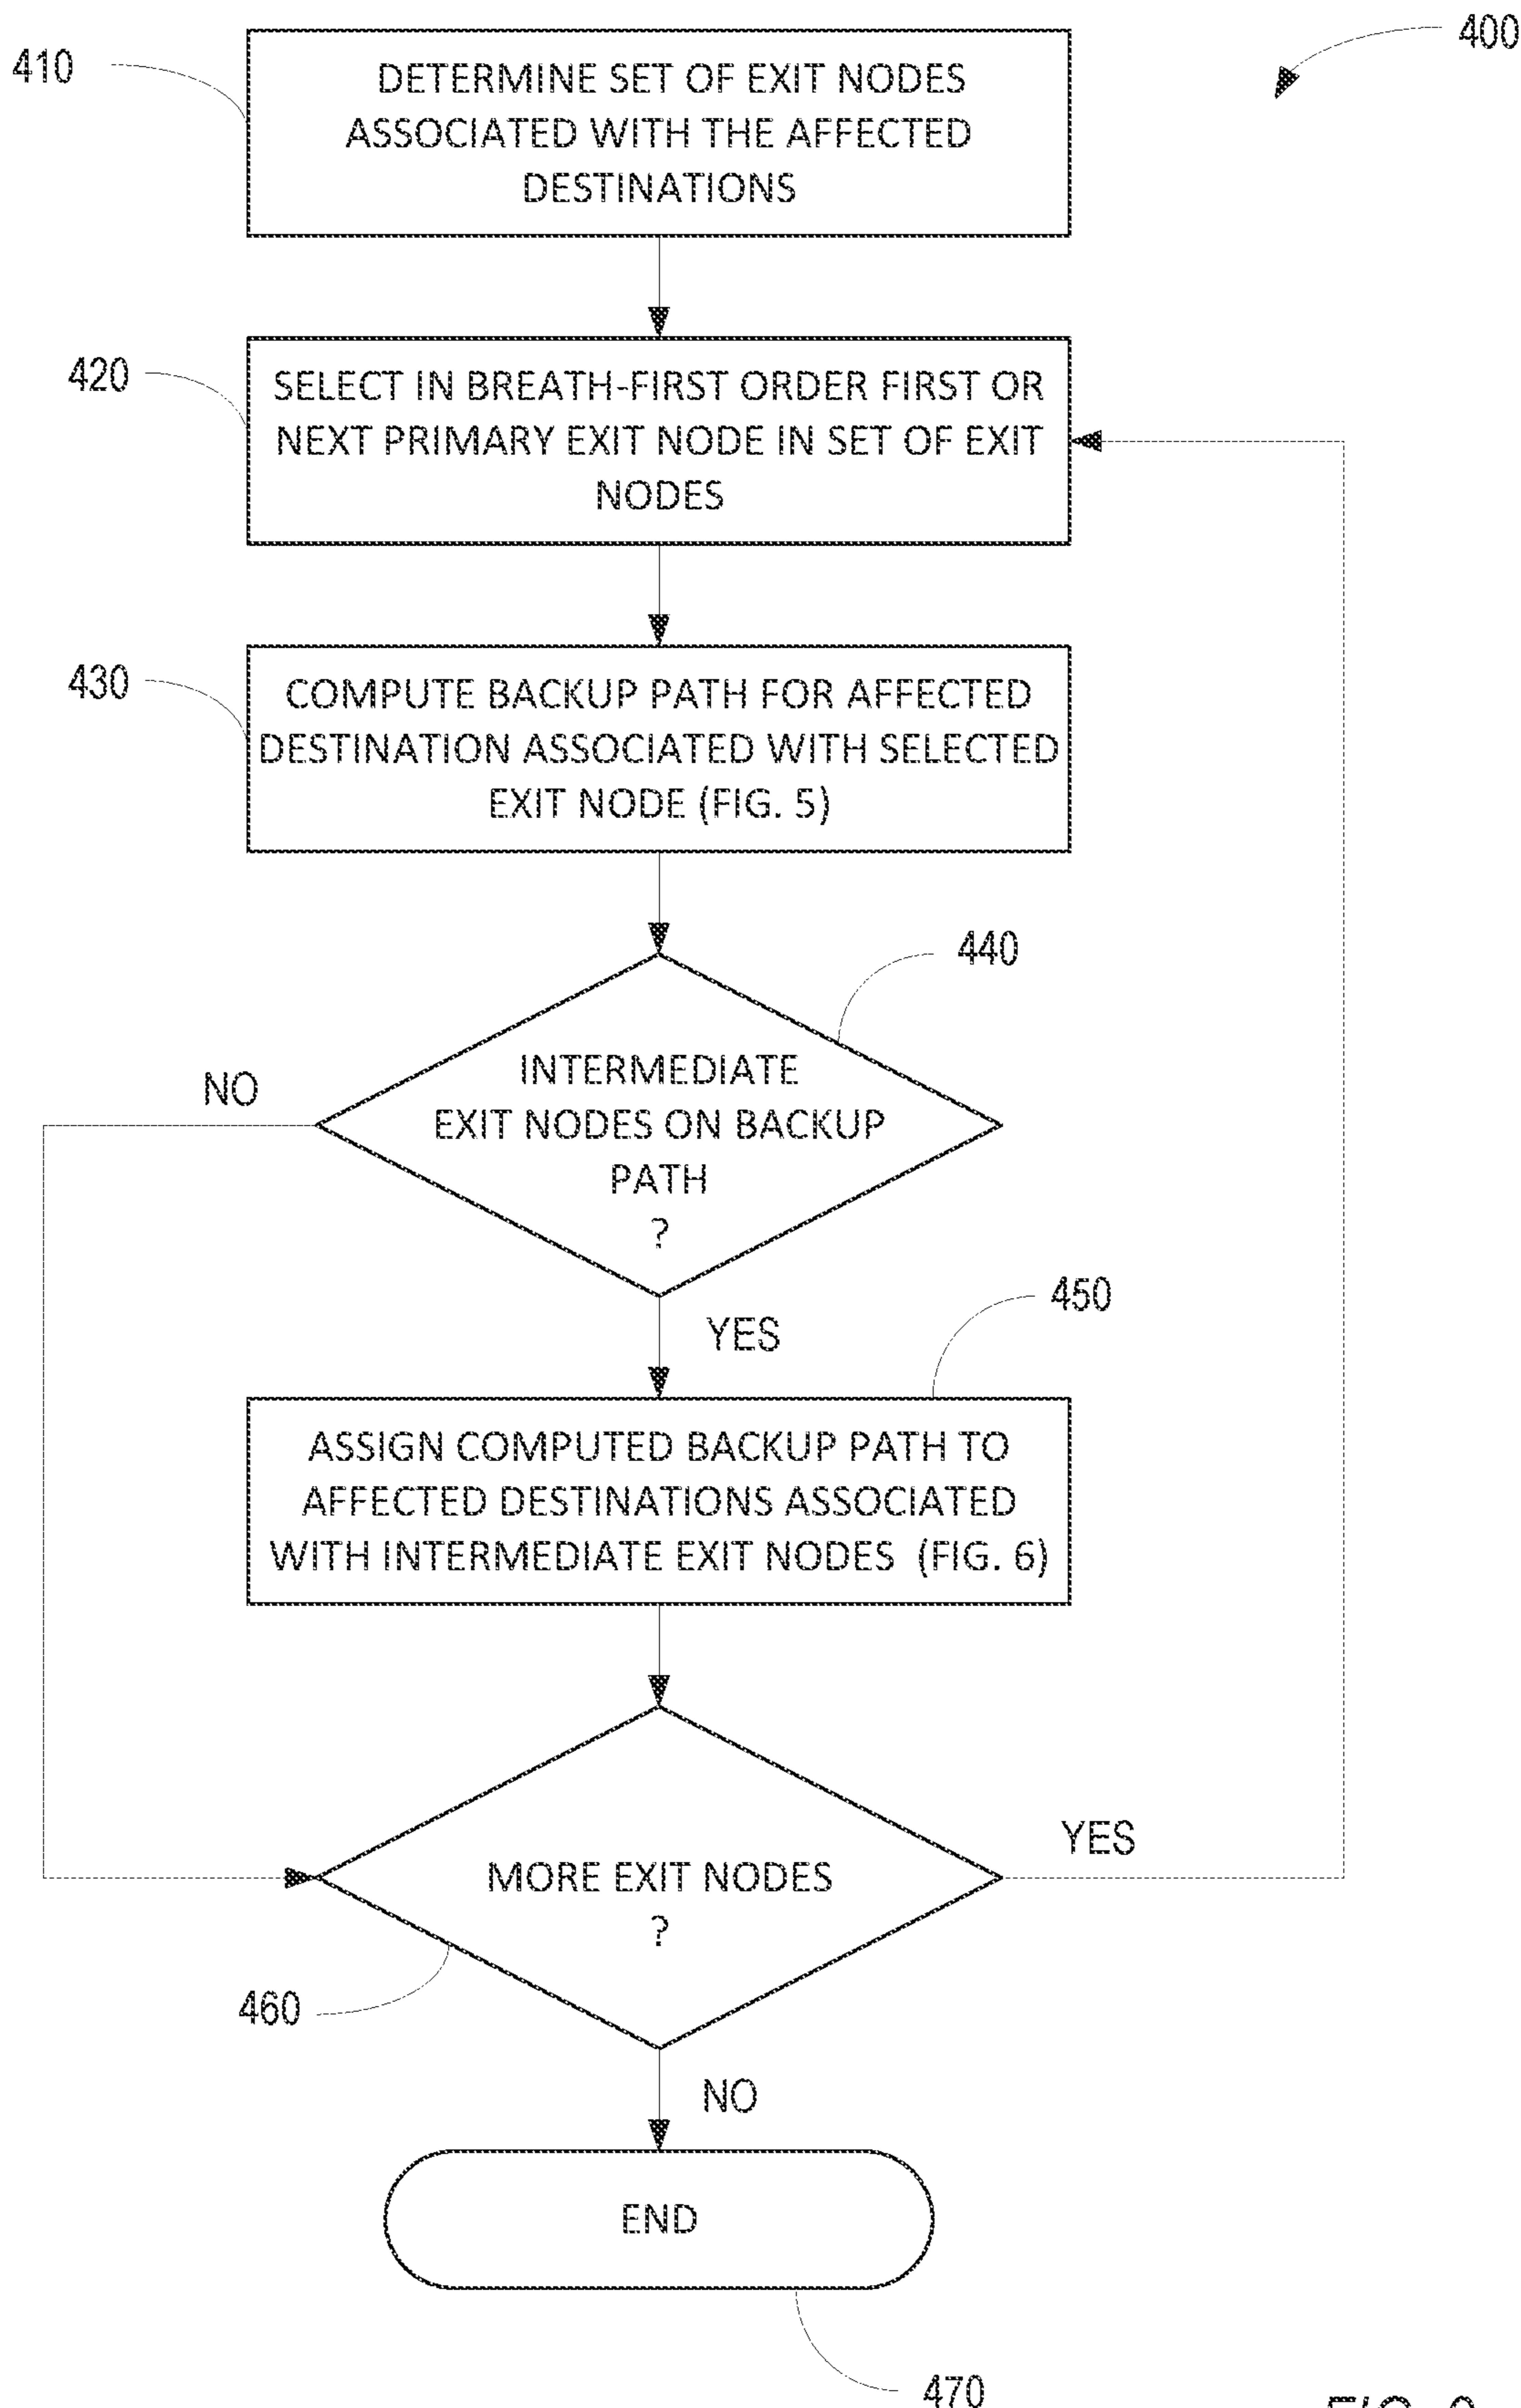 400
410
DETERMINE SET OF EXIT NODES
ASSOCIATED WITH THE AFFECTED
DESTINATIONS
420
SELECT IN BREATH-FIRST ORDER FIRST OR
NEXT PRIMARY EXIT NODE IN SET OF EXIT
NODES
430
COMPUTE BACKUP PATH FOR AFFECTED
DESTINATION ASSOCIATED WITH SELECTED
EXIT NODE (FIG. 5)
440
INTERMEDIATE
EXIT NODES ON BACKUP
PATH
?
NO
YES
450
ASSIGN COMPUTED BACKUP PATH TO
AFFECTED DESTINATIONS ASSOCIATED
WITH INTERMEDIATE EXIT NODES (FIG. 6)
MORE EXIT NODES
?
YES
460
NO
END
470